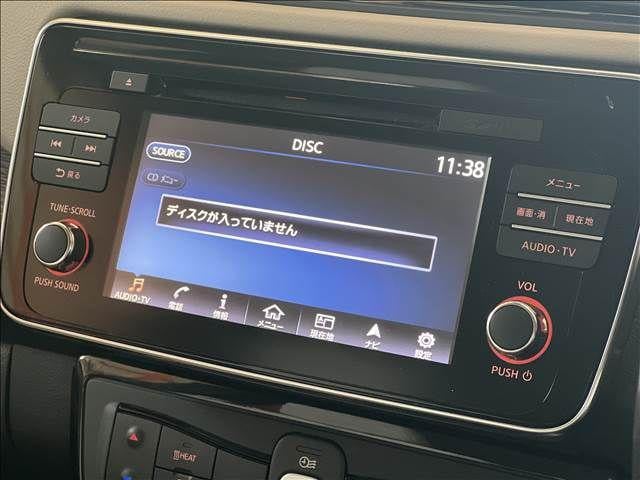 カメラ
戻る
TUNE·SCROLL
PUSH SOUND
SOURCE
DISC
11:38
メニュー
ディスクが入っていません
AUDIO·TV
電話
情報
メニュー
現在地
ナビ
設定
メニュー
画面·消
現在地
AUDIO·TV
VOL
PUSH
HEAT